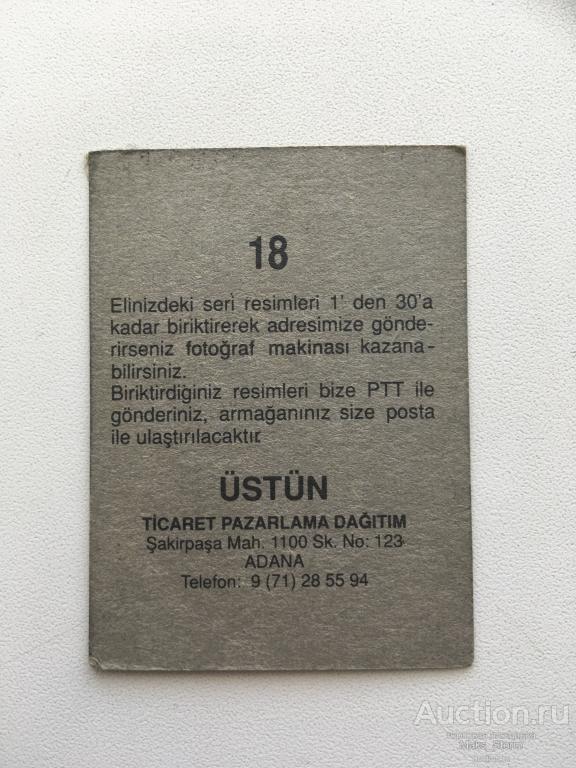 18
Elinizdeki seri resimleri 1' den 30'a
kadar biriktirerek adresimize gönde-
rirseniz fotoğraf makinası kazana-
bilirsiniz.
Biriktirdiğiniz resimleri bize PTT ile
gönderiniz, armağanınız size posta
ile ulaştırılacaktır.
ÜSTÜN
TİCARET PAZARLAMA DAĞITIM
Şakirpaşa Mah. 1100 Sk. No: 123
ADANA
Telefon: 9 (71) 28 55 94
Auction.ru
Maks_Storm